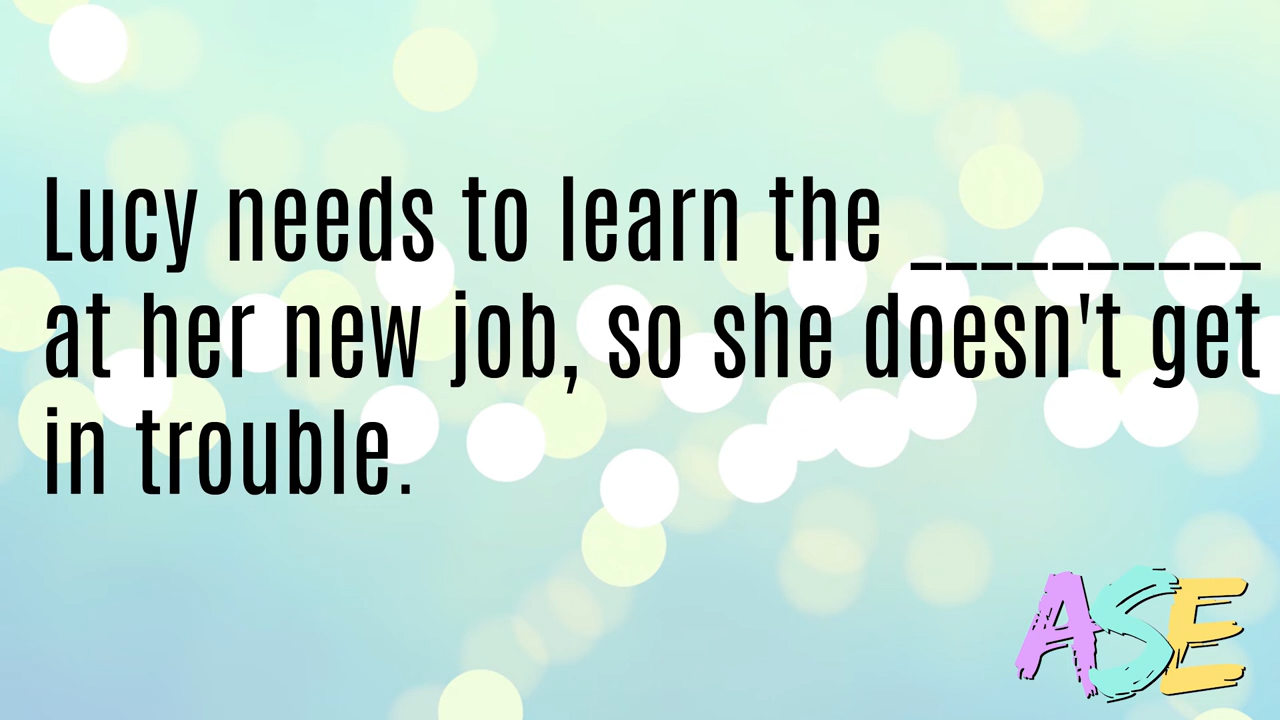 Lucy needs to learn the __________
at her new job, so she doesn't get
in trouble.
ASE